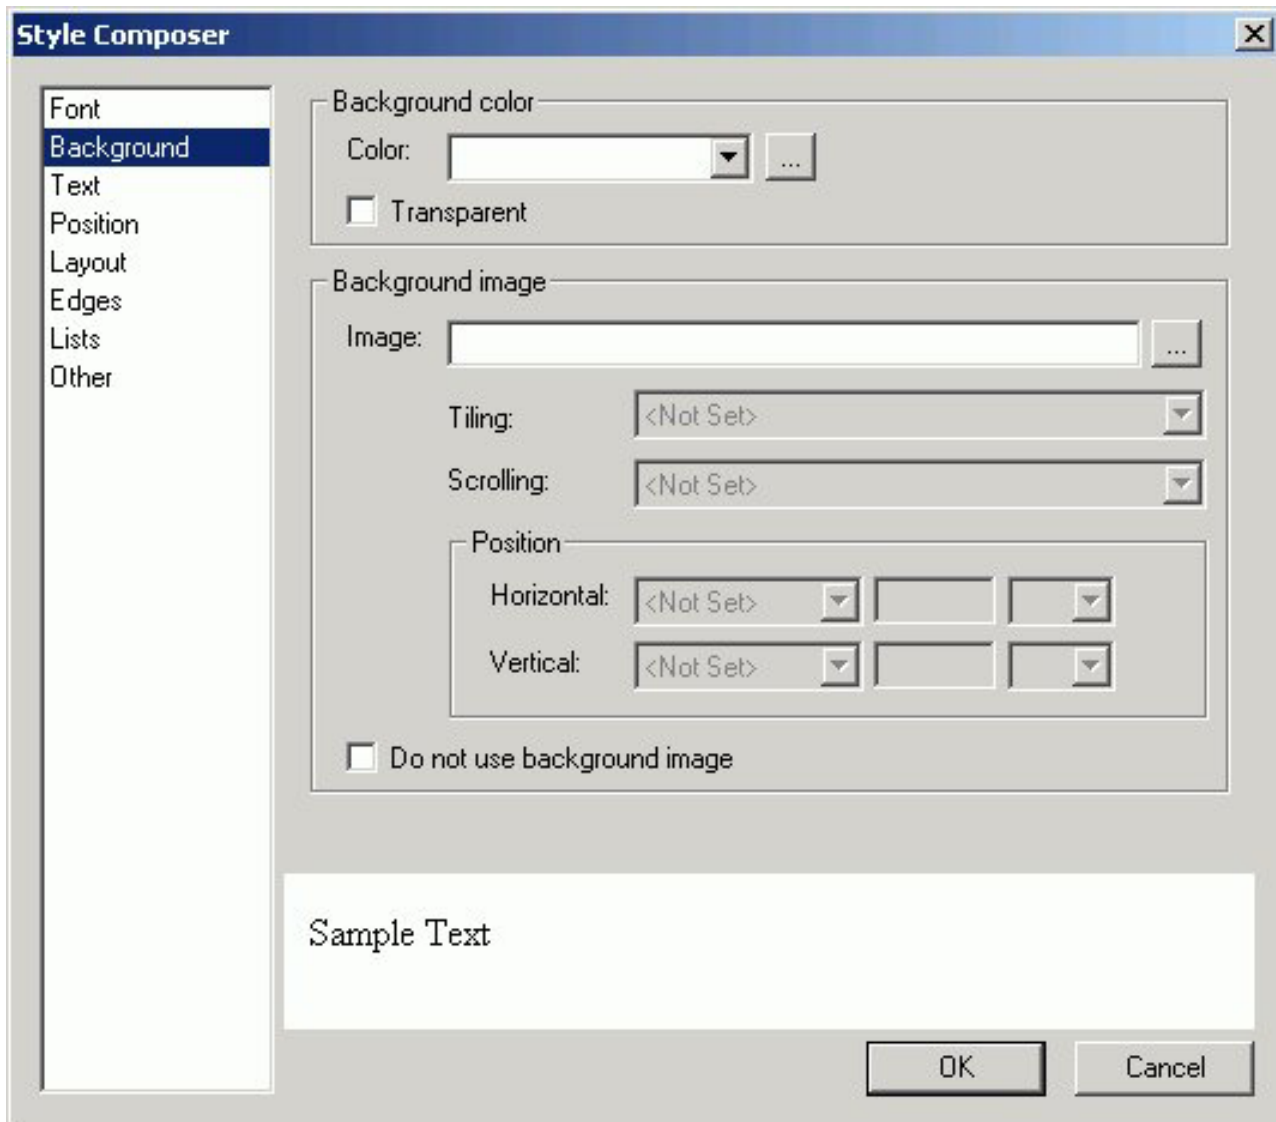 Style Composer
Font
Background
Text
Position
Layout
Edges
Lists
Other
Background color
Color:
...
Transparent
Background image
Image:
...
Tiling: <Not Set>
Scrolling: <Not Set>
Position
Horizontal: <Not Set>
Vertical: <Not Set>
Do not use background image
Sample Text
OK Cancel